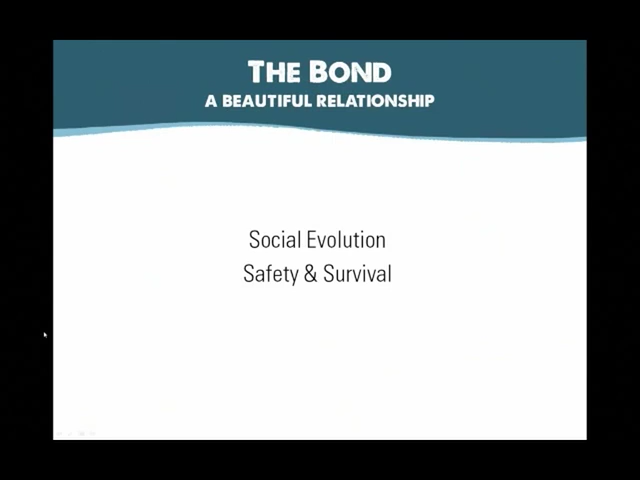 THE BOND
A BEAUTIFUL RELATIONSHIP
Social Evolution
Safety & Survival